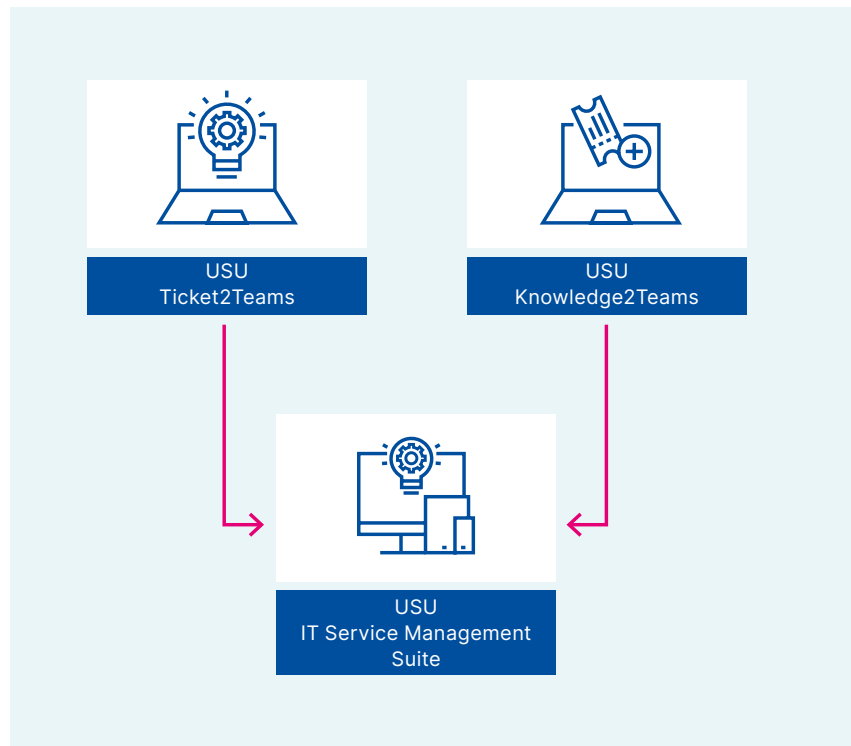 USU
Ticket2Teams
USU
Knowledge2Teams
USU
IT Service Management
Suite